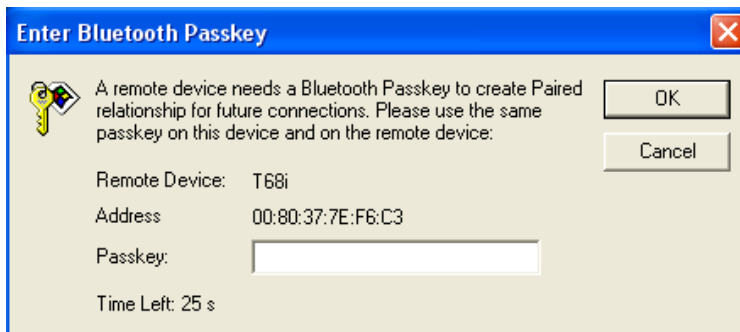 Enter Bluetooth Passkey
A remote device needs a Bluetooth Passkey to create Paired
relationship for future connections. Please use the same
passkey on this device and on the remote device:
OK
Cancel
Remote Device: T68i
Address 00:80:37:7E:F6:C3
Passkey:
Time Left: 25 s